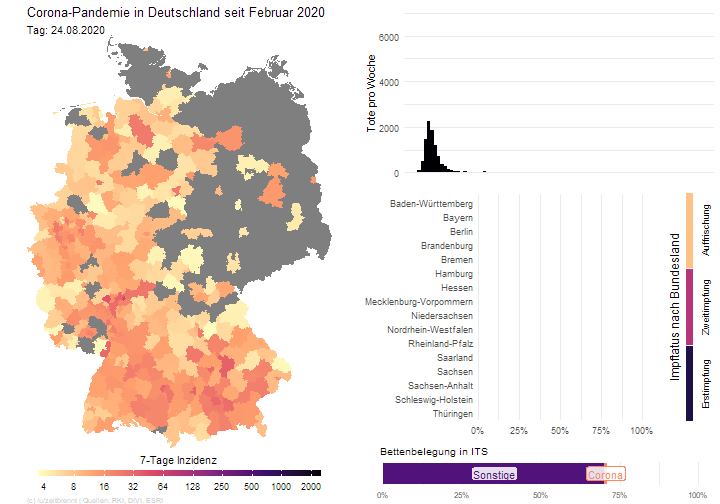 Corona-Pandemie in Deutschland seit Februar 2020
Tag: 24.08.2020
7-Tage Inzidenz
4 8 16 32 64 128 256 512 1000 2000
(c) | Quellen: RKI, DIVI, ESRI
Tote pro Woche
6000
4000
2000
0
Baden-Württemberg
Bayern
Berlin
Brandenburg
Bremen
Hamburg
Hessen
Mecklenburg-Vorpommern
Niedersachsen
Nordrhein-Westfalen
Rheinland-Pfalz
Saarland
Sachsen
Sachsen-Anhalt
Schleswig-Holstein
Thüringen
0% 25% 50% 75% 100%
Impfstatus nach Bundesland
Auffrischung
Zweitimpfung
Erstimpfung
Bettenbelegung in ITS
Sonstige
Corona
0% 25% 50% 75% 100%